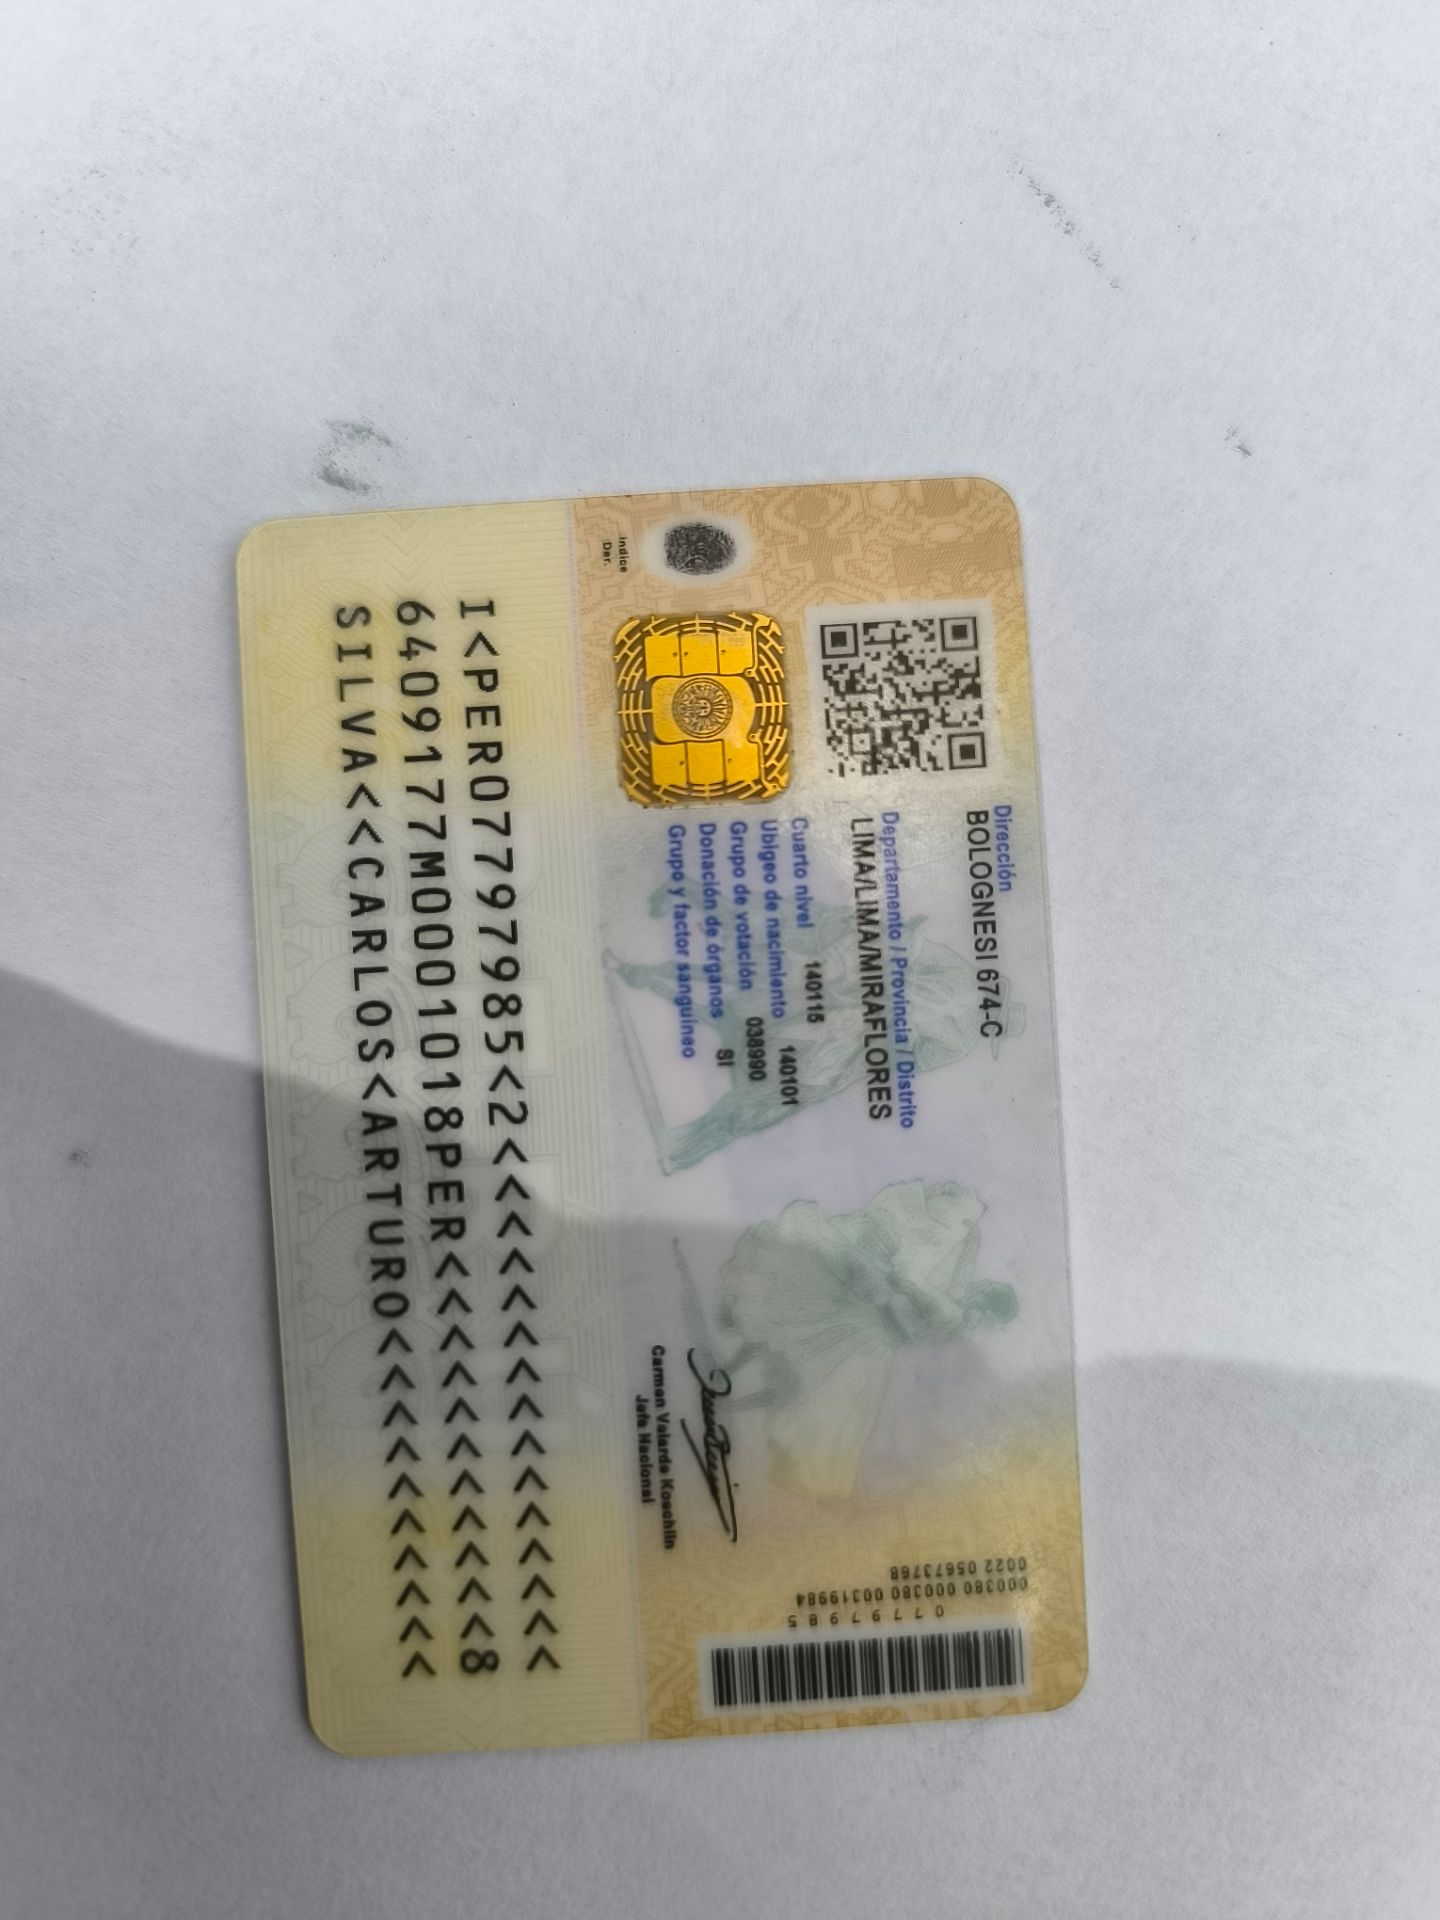 Dirección
BOLOGNESI 674-C
Departamento / Provincia / Distrito
LIMA/LIMA/MIRAFLORES
Cuarto nivel 140115
Ubigeo de nacimiento 140101
Grupo de votación 038990
Donación de órganos SI
Grupo y factor sanguíneo
Indice
Der.
Carmen Velarde Koechlin
Jefa Nacional
0022 05673768
000380 000380 00319984
07797985
I<PER07797985<2<<<<<<<<<<<<<<<
6409177M0001018PER<<<<<<<<<<<8
SILVA<<CARLOS<ARTURO<<<<<<<<<<